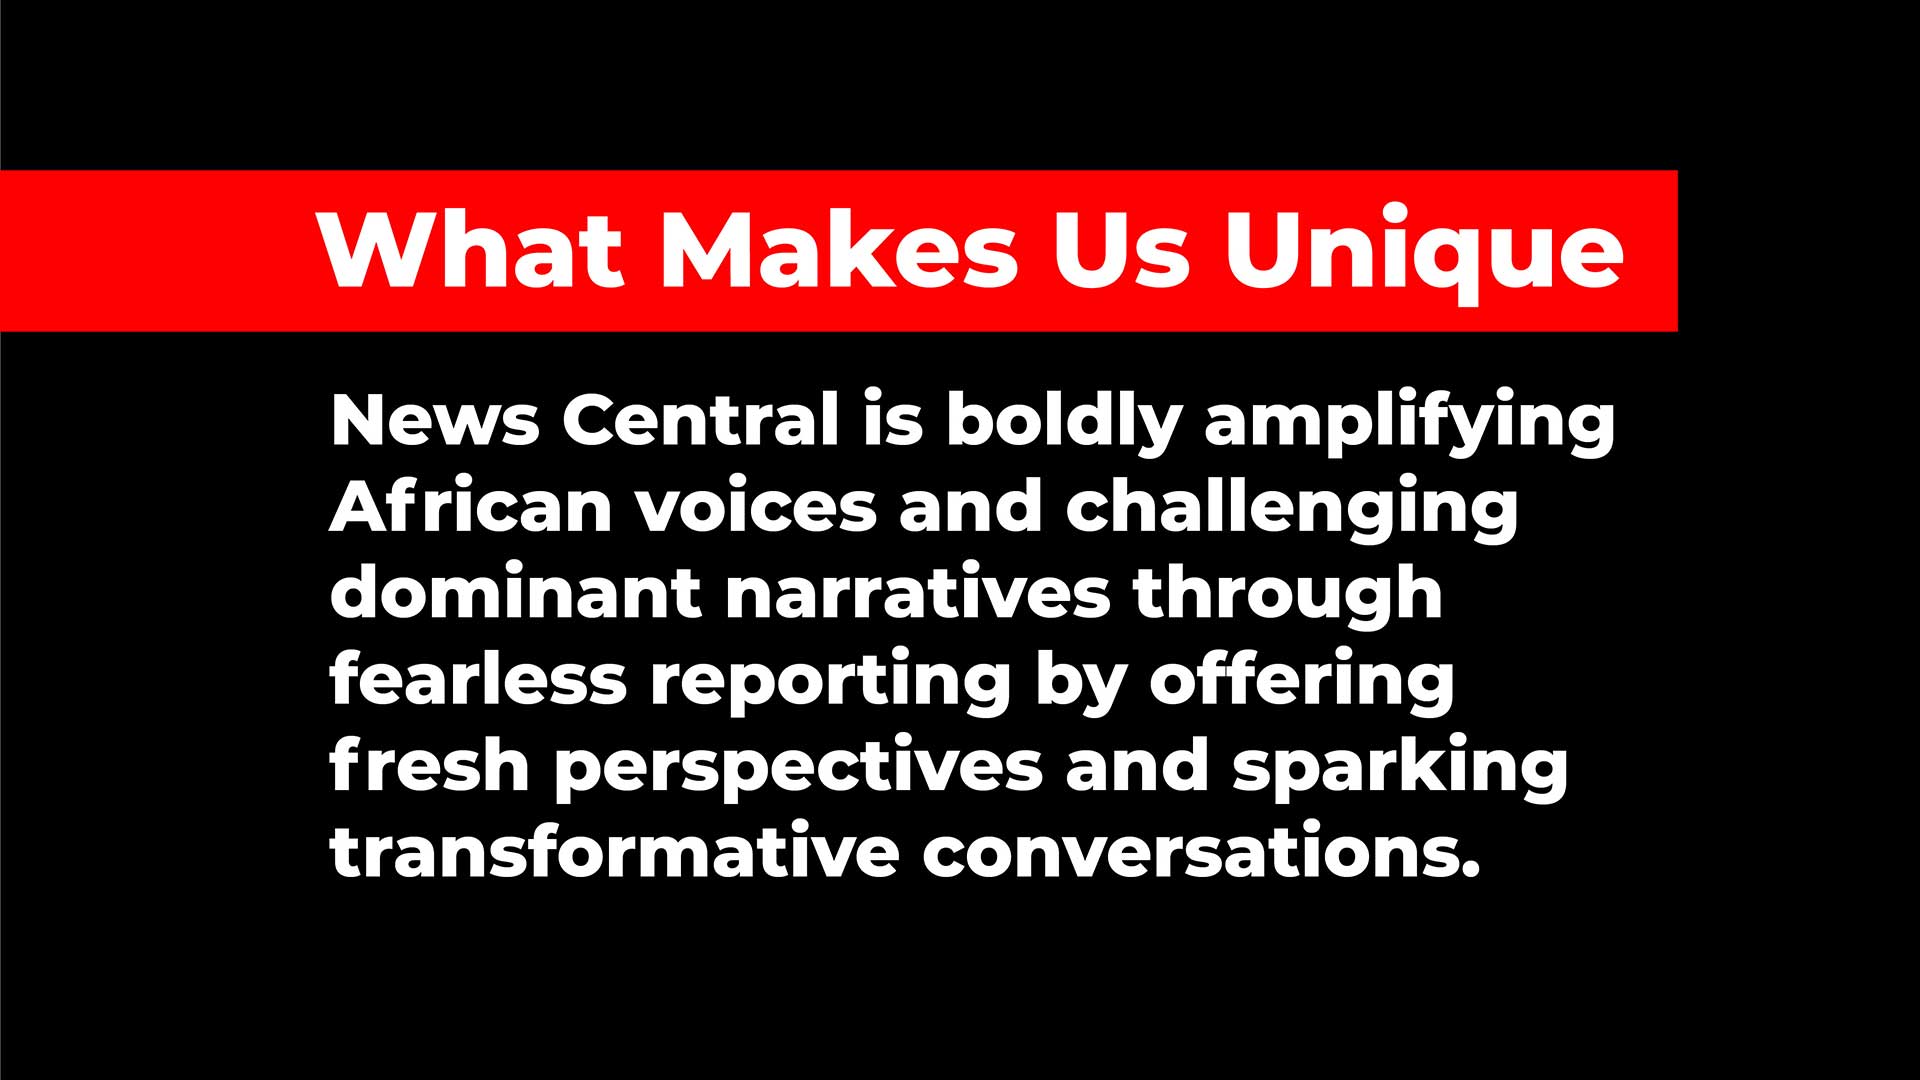 What Makes Us Unique
News Central is boldly amplifying
African voices and challenging
dominant narratives through
fearless reporting by offering
fresh perspectives and sparking
transformative conversations.